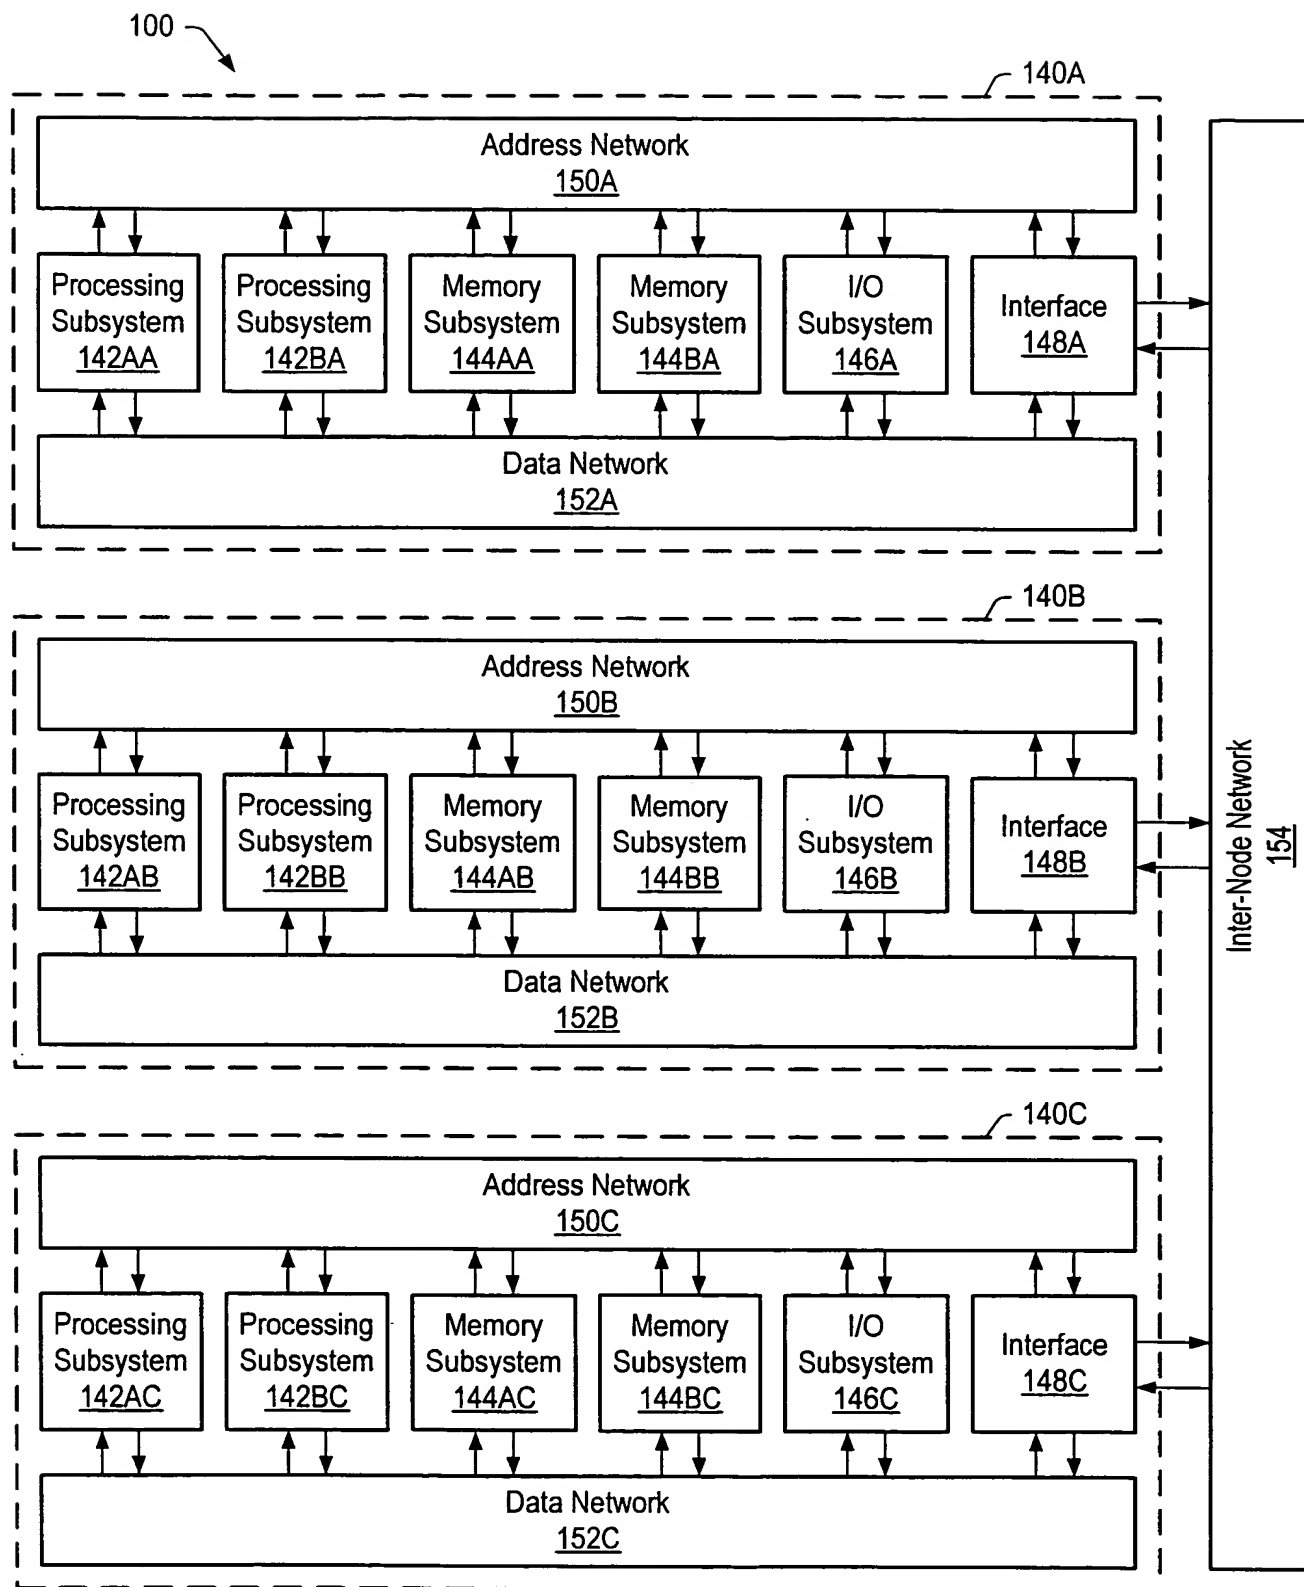 100
140A
Address Network
150A
Processing Subsystem 142AA
Processing Subsystem 142BA
Memory Subsystem 144AA
Memory Subsystem 144BA
I/O Subsystem 146A
Interface 148A
Data Network
152A
140B
Address Network
150B
Processing Subsystem 142AB
Processing Subsystem 142BB
Memory Subsystem 144AB
Memory Subsystem 144BB
I/O Subsystem 146B
Interface 148B
Data Network
152B
140C
Address Network
150C
Processing Subsystem 142AC
Processing Subsystem 142BC
Memory Subsystem 144AC
Memory Subsystem 144BC
I/O Subsystem 146C
Interface 148C
Data Network
152C
Inter-Node Network
154